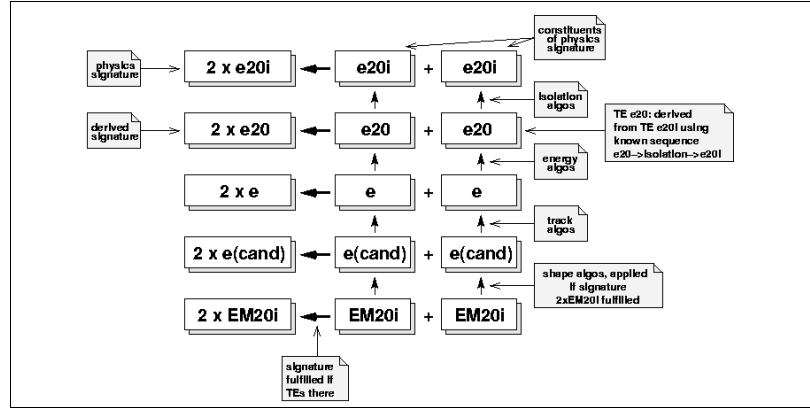 constituents
of physics
signature
physics
signature
2 x e20i
e20i + e20i
isolation
algos
derived
signature
2 x e20
e20 + e20
TE e20: derived
from TE e20i using
known sequence
e20->isolation->e20i
energy
algos
2 x e
e + e
track
algos
2 x e(cand)
e(cand) + e(cand)
shape algos, applied
if signature
2xEM20i fulfilled
2 x EM20i
EM20i + EM20i
signature
fulfilled if
TEs there